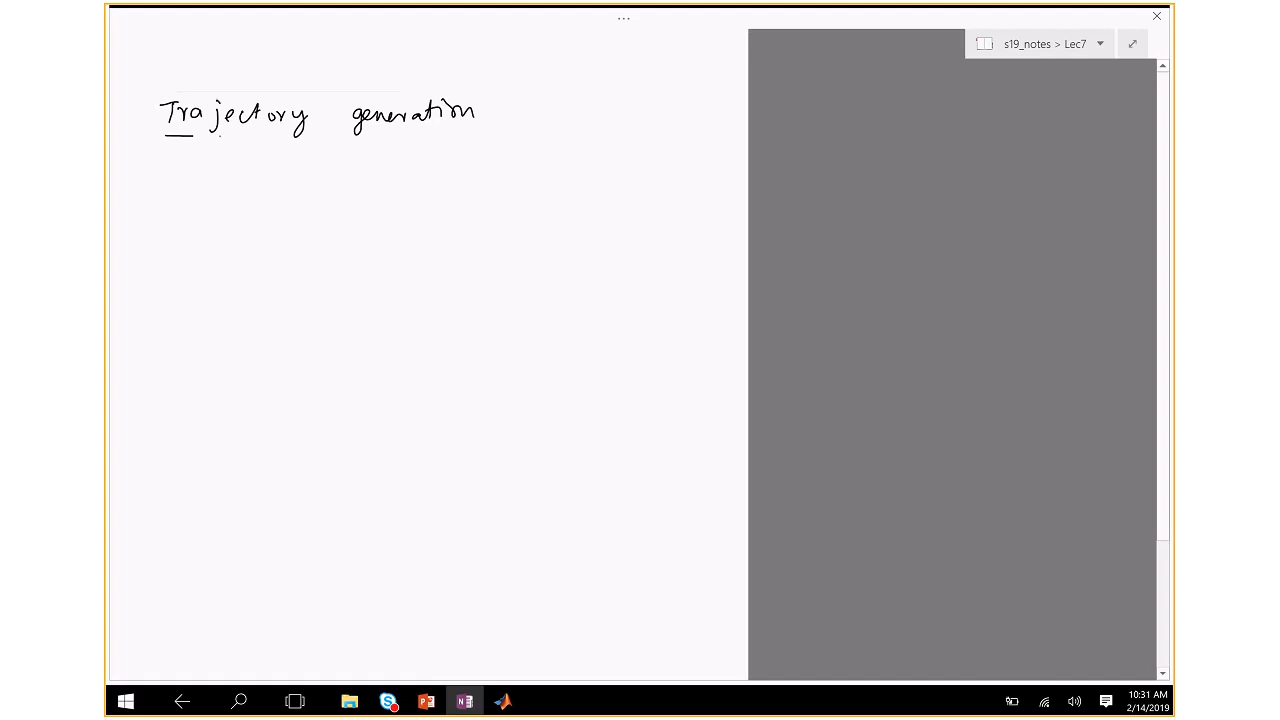 ...
s19_notes > Lec7
Trajectory generation
10:31 AM
2/14/2019